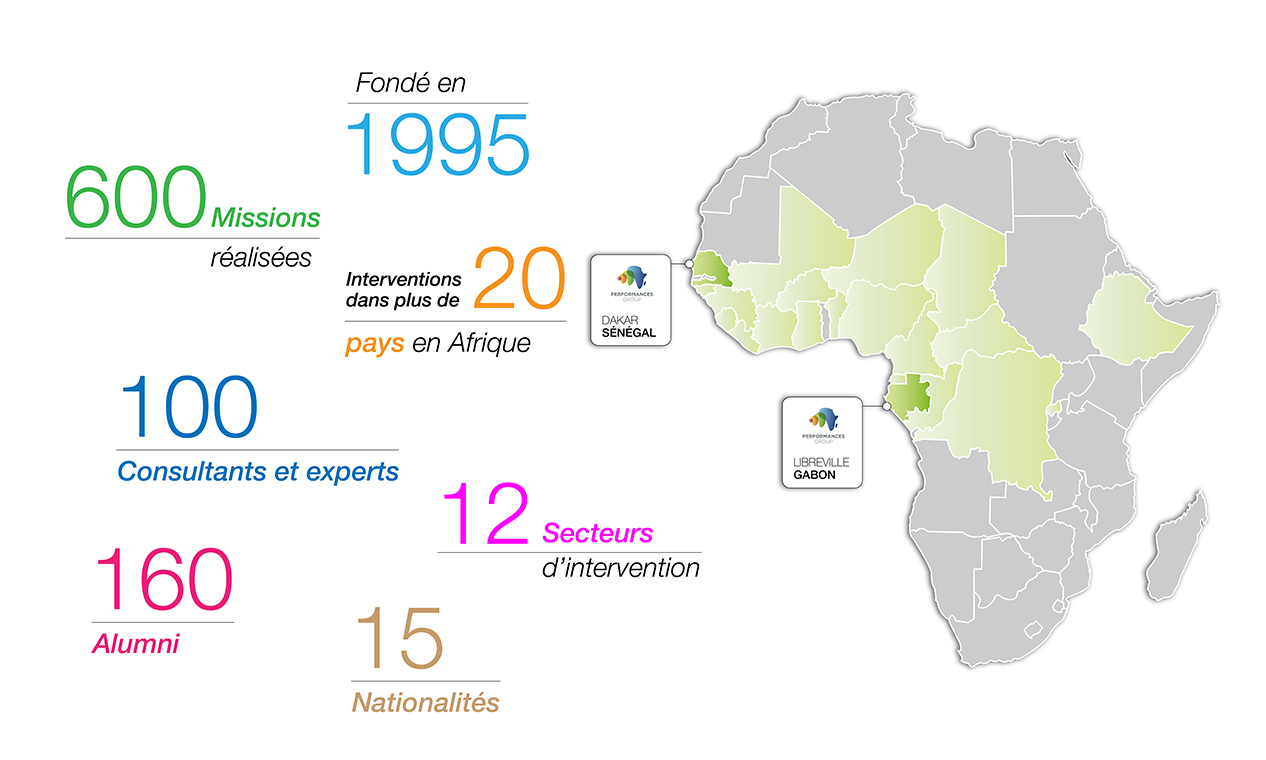 Fondé en
1995
600 Missions
réalisées
Interventions
dans plus de 20
pays en Afrique
100
Consultants et experts
12 Secteurs
d'intervention
160
Alumni
15
Nationalités
PERFORMANCES
GROUP
DAKAR
SÉNÉGAL
PERFORMANCES
GROUP
LIBREVILLE
GABON